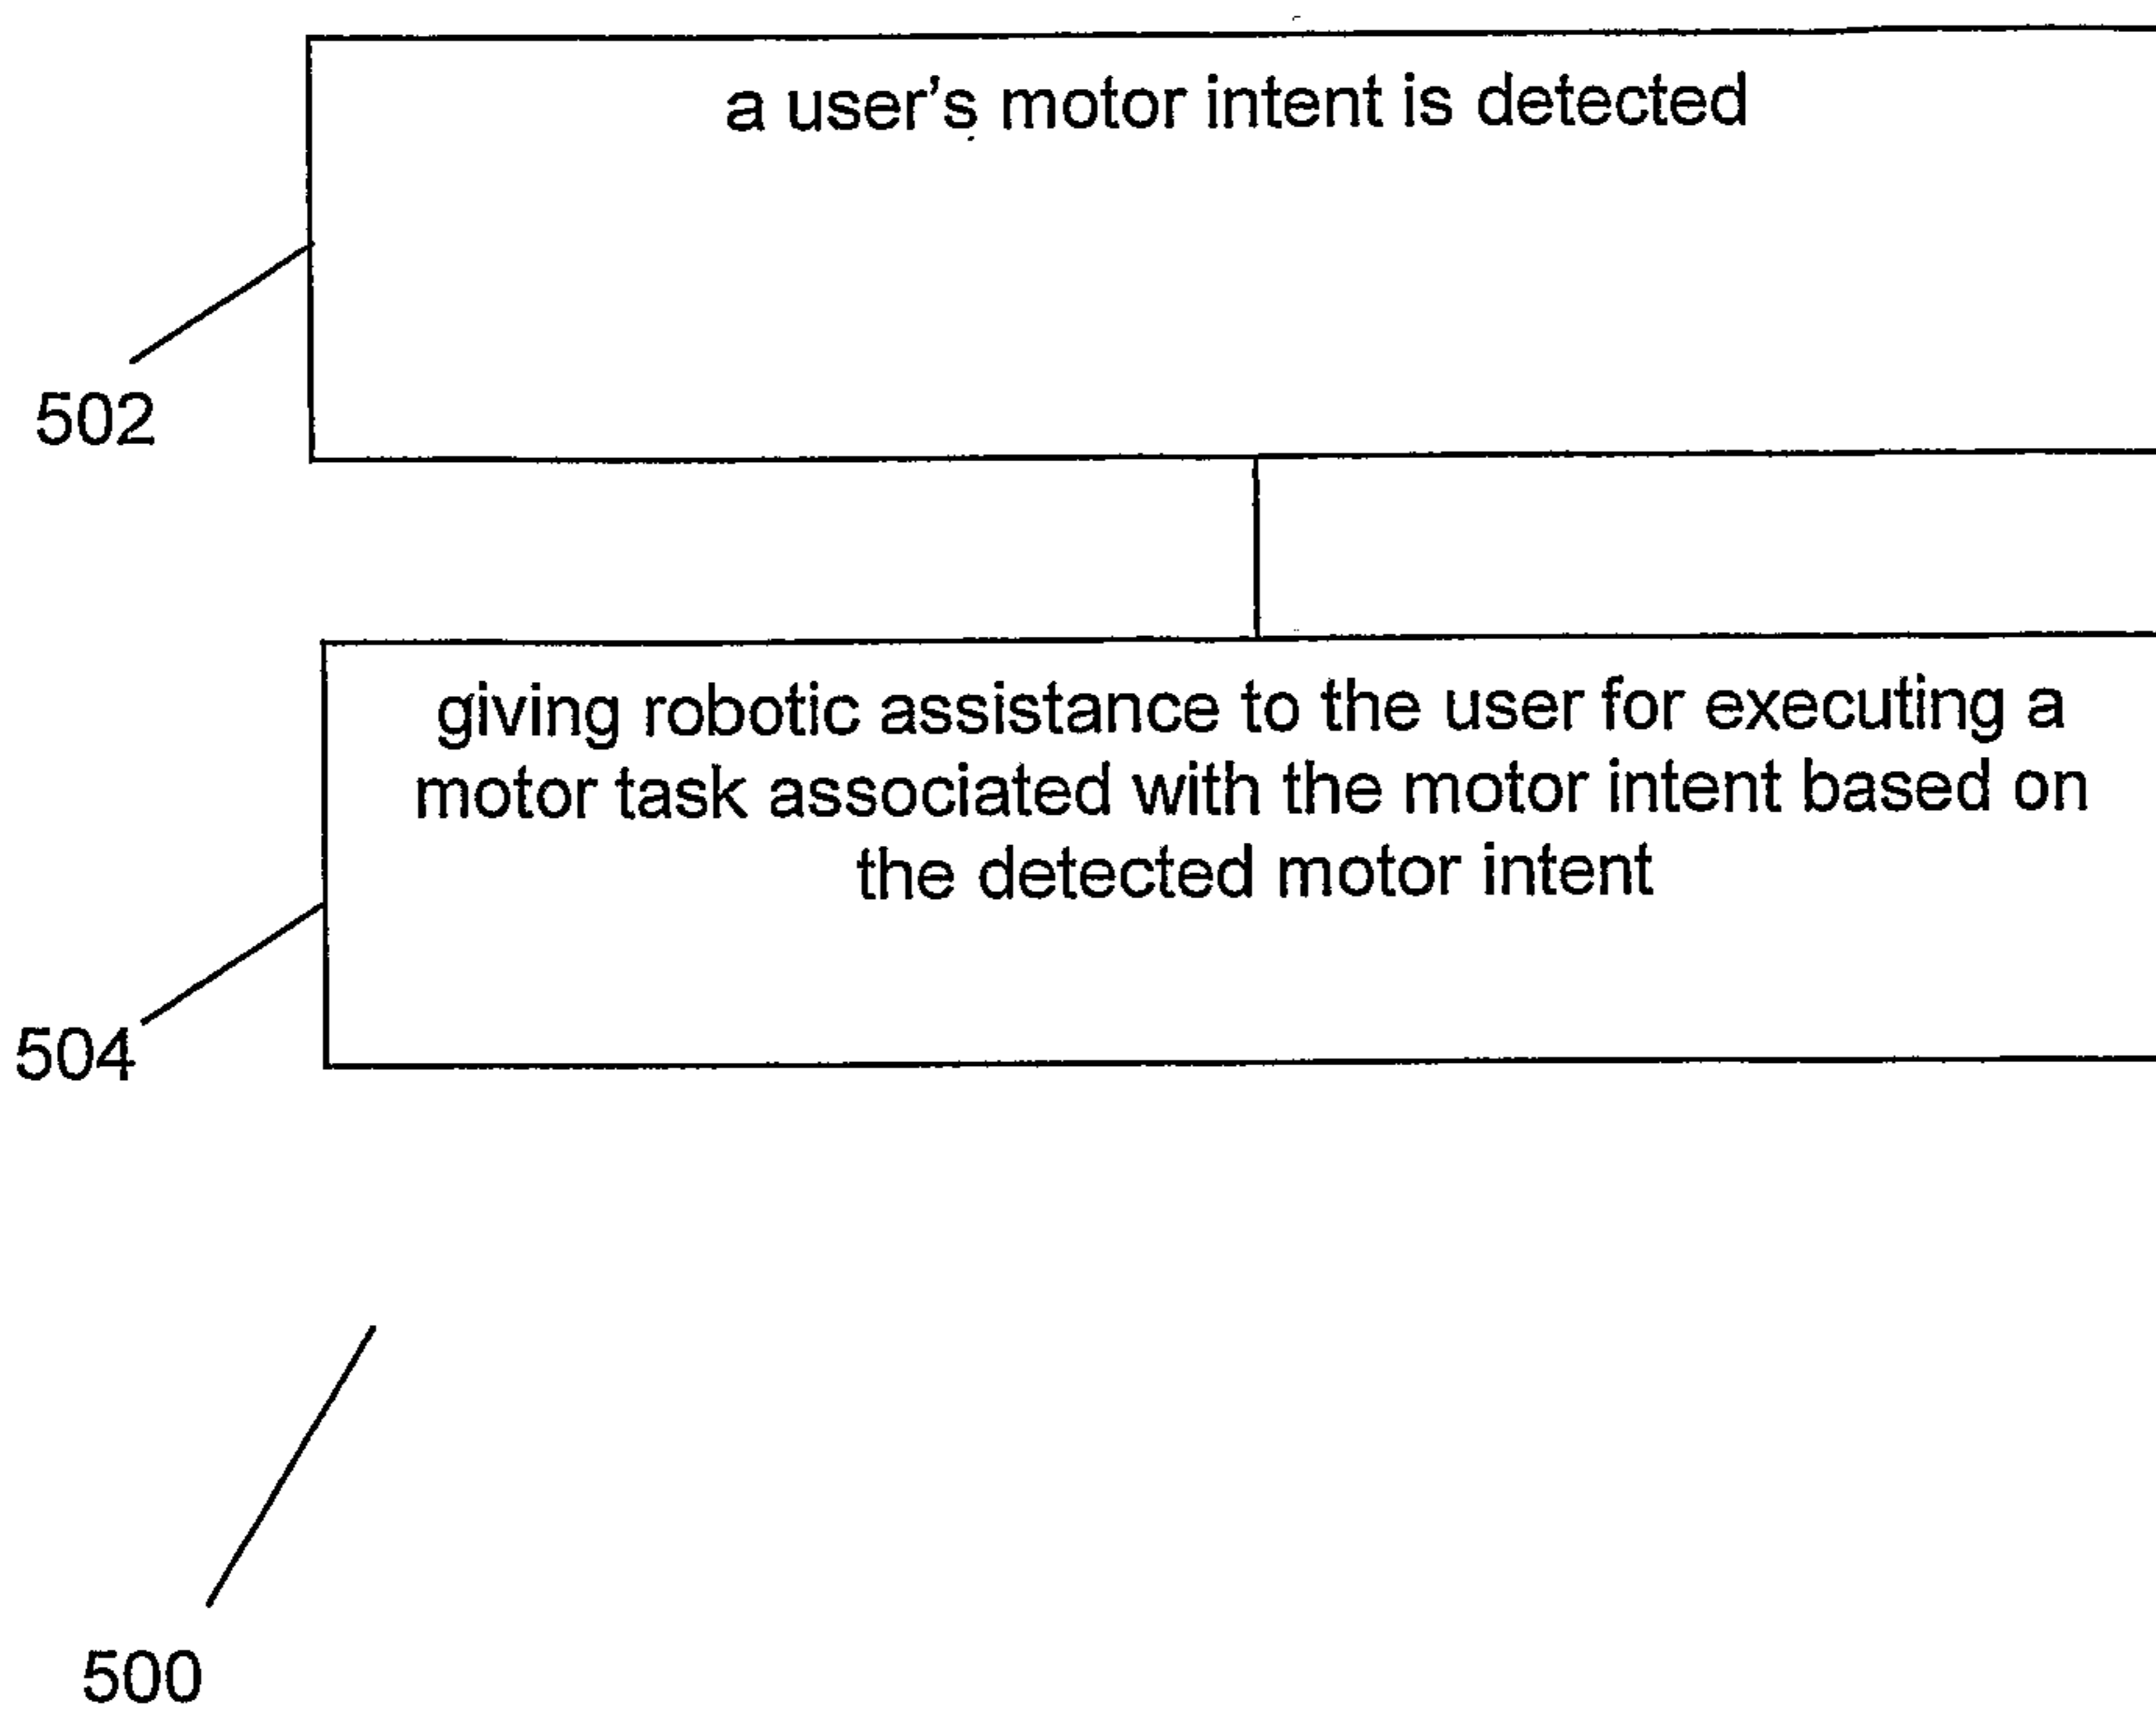 a user's motor intent is detected
502
giving robotic assistance to the user for executing a
motor task associated with the motor intent based on
the detected motor intent
504
500